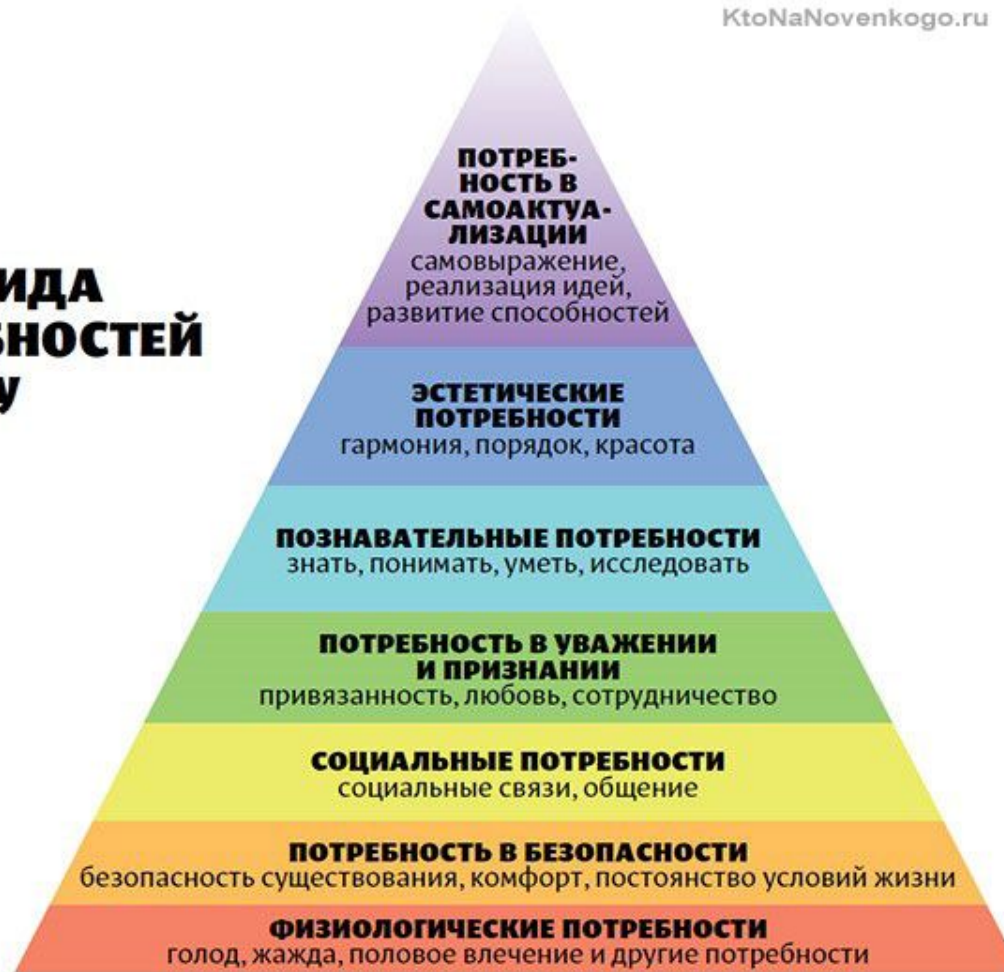 KtoNaNovenkogo.ru
ИДА
БНОСТЕЙ
У
ПОТРЕБ-
НОСТЬ В
САМОАКТУА-
ЛИЗАЦИИ
самовыражение,
реализация идей,
развитие способностей
ЭСТЕТИЧЕСКИЕ
ПОТРЕБНОСТИ
гармония, порядок, красота
ПОЗНАВАТЕЛЬНЫЕ ПОТРЕБНОСТИ
знать, понимать, уметь, исследовать
ПОТРЕБНОСТЬ В УВАЖЕНИИ
И ПРИЗНАНИИ
привязанность, любовь, сотрудничество
СОЦИАЛЬНЫЕ ПОТРЕБНОСТИ
социальные связи, общение
ПОТРЕБНОСТЬ В БЕЗОПАСНОСТИ
безопасность существования, комфорт, постоянство условий жизни
ФИЗИОЛОГИЧЕСКИЕ ПОТРЕБНОСТИ
голод, жажда, половое влечение и другие потребности